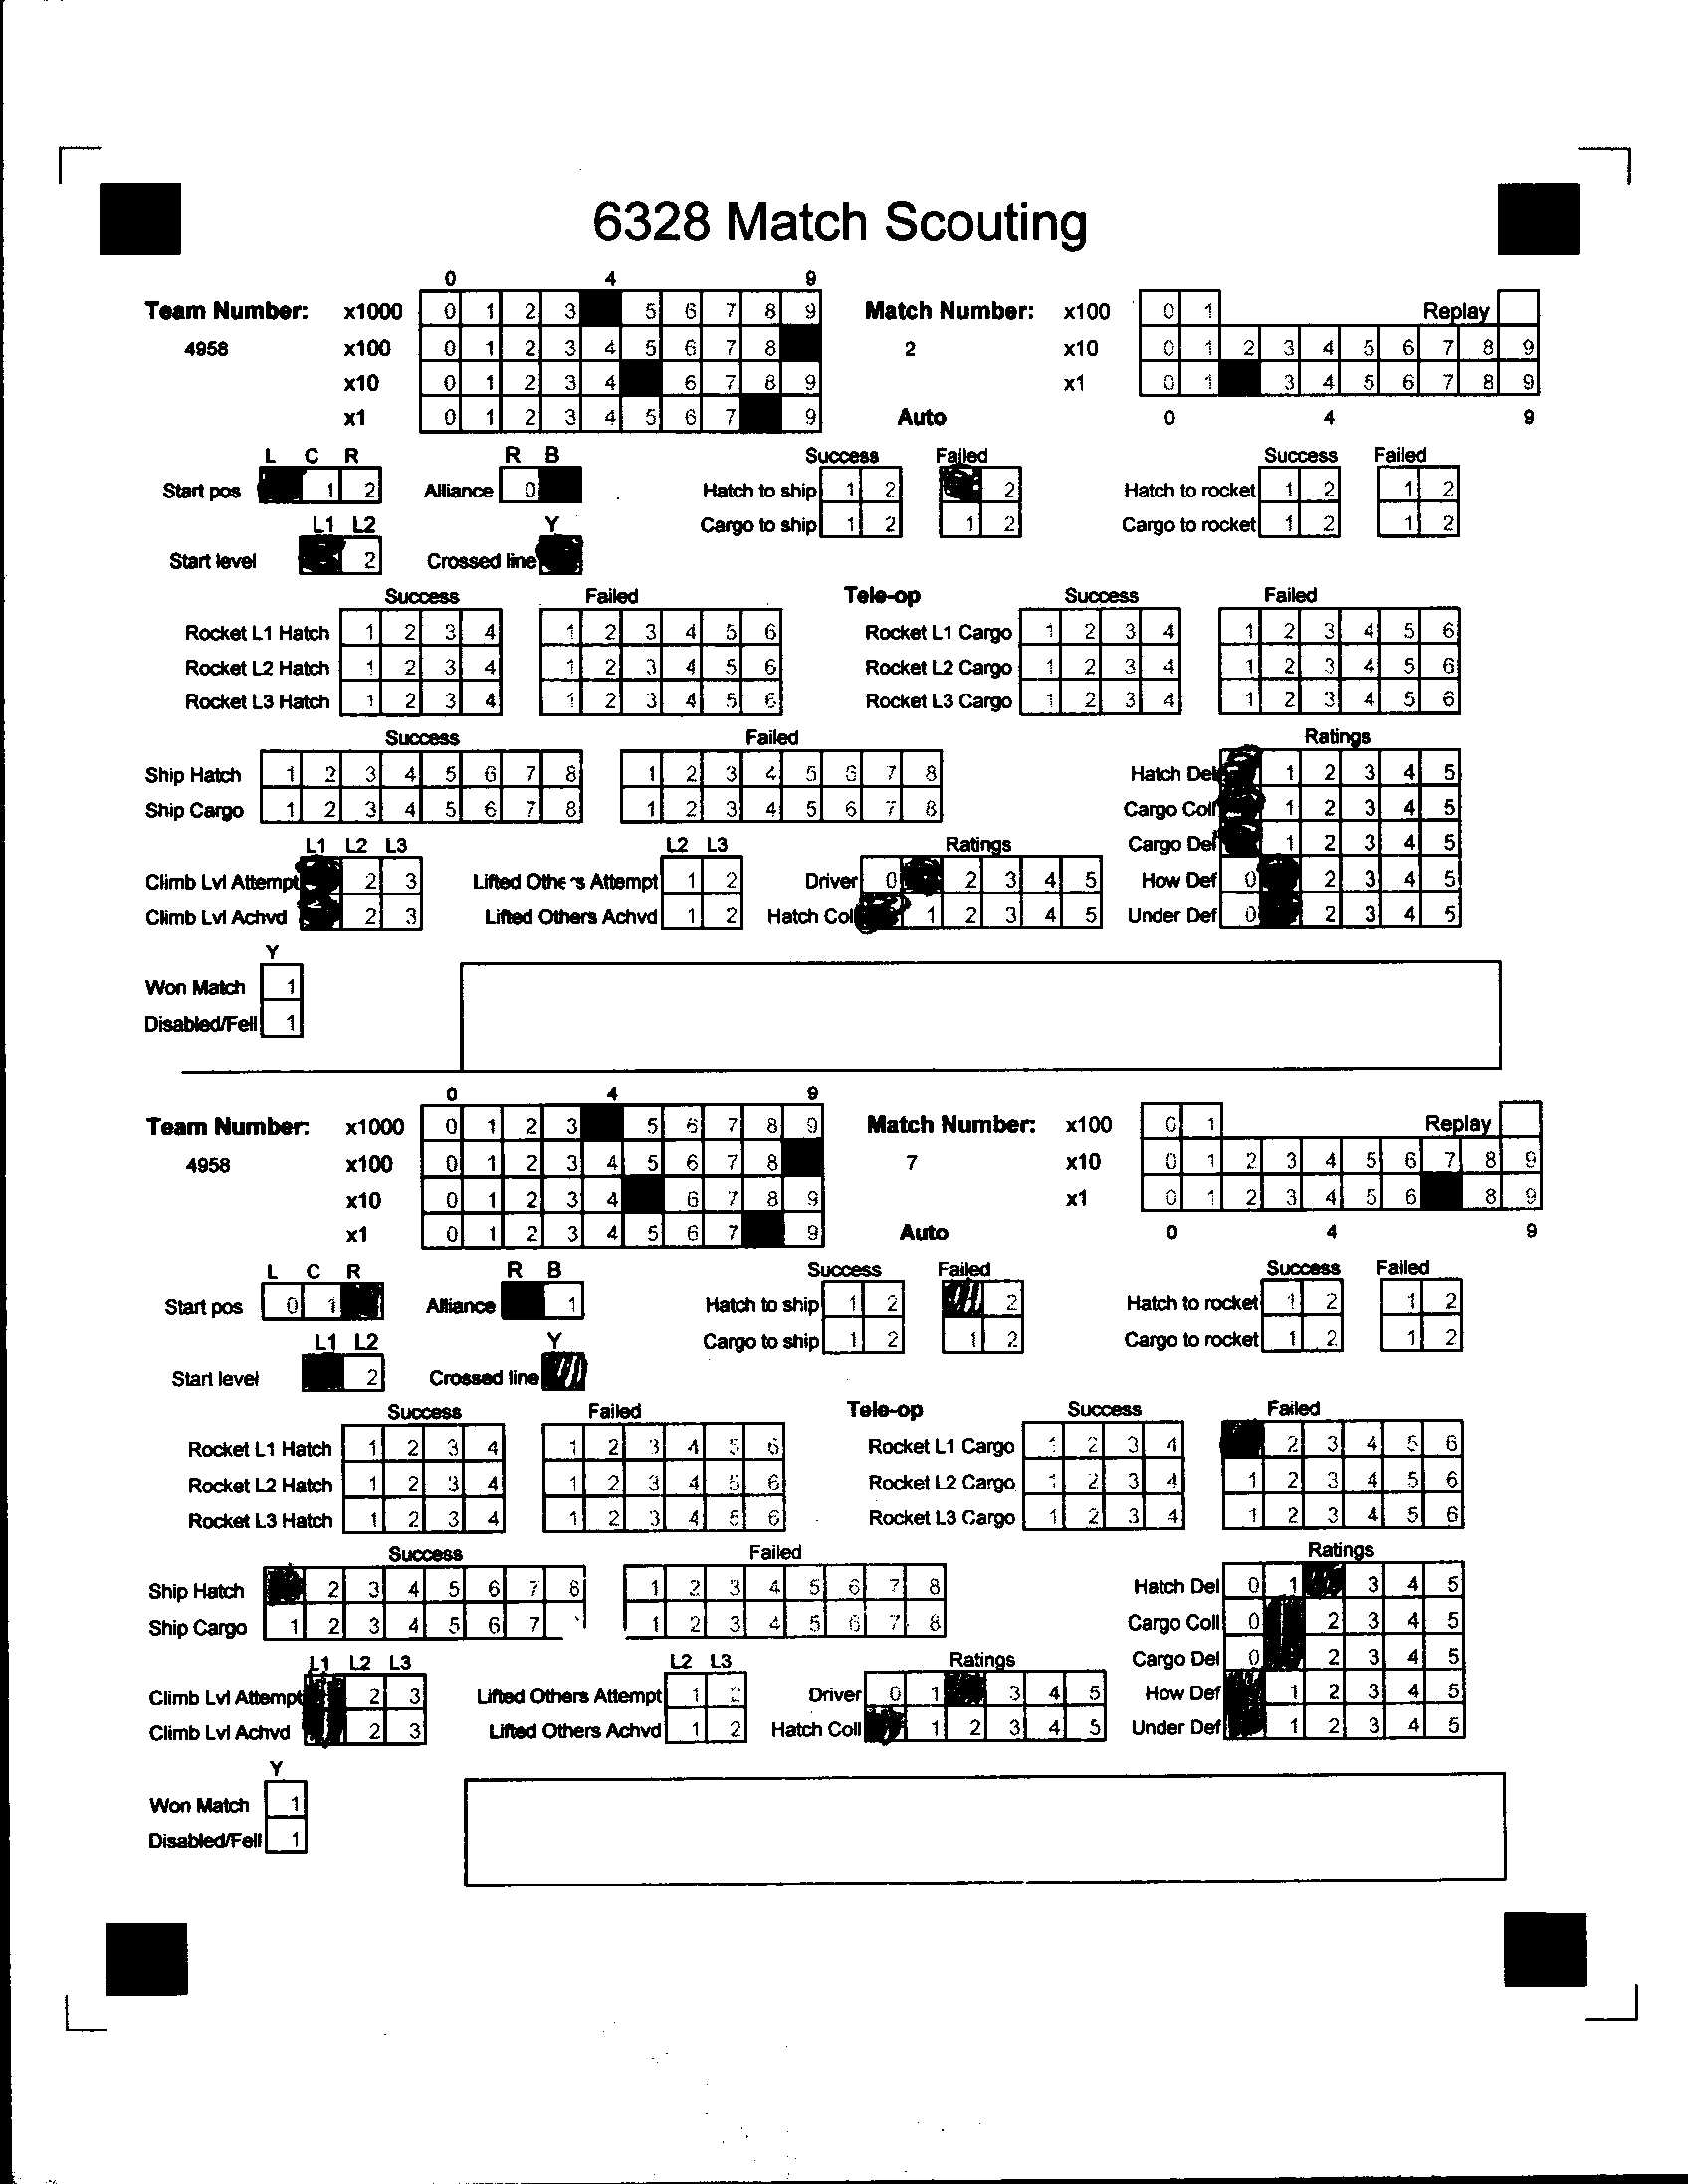 6328 Match Scouting
0 4 9
Team Number: x1000 0 1 2 3 5 6 7 8 9 Match Number: x100 0 1 Replay
4958 x100 0 1 2 3 4 5 6 7 8 2 x10 0 1 2 3 4 5 6 7 8 9
x10 0 1 2 3 4 6 7 8 9 x1 0 1 3 4 5 6 7 8 9
x1 0 1 2 3 4 5 6 7 9 Auto 0 4 9
L C R R B Success Failed Success Failed
Start pos 1 2 Alliance 0 Hatch to ship 1 2 2 Hatch to rocket 1 2 1 2
L1 L2 Y Cargo to ship 1 2 1 2 Cargo to rocket 1 2 1 2
Start level 2 Crossed line
Success Failed Tele-op Success Failed
Rocket L1 Hatch 1 2 3 4 1 2 3 4 5 6 Rocket L1 Cargo 1 2 3 4 1 2 3 4 5 6
Rocket L2 Hatch 1 2 3 4 1 2 3 4 5 6 Rocket L2 Cargo 1 2 3 4 1 2 3 4 5 6
Rocket L3 Hatch 1 2 3 4 1 2 3 4 5 6 Rocket L3 Cargo 1 2 3 4 1 2 3 4 5 6
Success Failed Ratings
Ship Hatch 1 2 3 4 5 6 7 8 1 2 3 4 5 6 7 8 Hatch Del 1 2 3 4 5
Ship Cargo 1 2 3 4 5 6 7 8 1 2 3 4 5 6 7 8 Cargo Coll 1 2 3 4 5
L1 L2 L3 L2 L3 Ratings Cargo Del 1 2 3 4 5
Climb Lvl Attempt 2 3 Lifted Others Attempt 1 2 Driver 0 2 3 4 5 How Def 0 2 3 4 5
Climb Lvl Achvd 2 3 Lifted Others Achvd 1 2 Hatch Coll 1 2 3 4 5 Under Def 0 2 3 4 5
Y
Won Match 1
Disabled/Fell 1
0 4 9
Team Number: x1000 0 1 2 3 5 6 7 8 9 Match Number: x100 0 1 Replay
4958 x100 0 1 2 3 4 5 6 7 8 7 x10 0 1 2 3 4 5 6 7 8 9
x10 0 1 2 3 4 6 7 8 9 x1 0 1 2 3 4 5 6 8 9
x1 0 1 2 3 4 5 6 7 9 Auto 0 4 9
L C R R B Success Failed Success Failed
Start pos 0 1 Alliance 1 Hatch to ship 1 2 2 Hatch to rocket 1 2 1 2
L1 L2 Y Cargo to ship 1 2 1 2 Cargo to rocket 1 2 1 2
Start level 2 Crossed line
Success Failed Tele-op Success Failed
Rocket L1 Hatch 1 2 3 4 1 2 3 4 5 6 Rocket L1 Cargo 1 2 3 4 2 3 4 5 6
Rocket L2 Hatch 1 2 3 4 1 2 3 4 5 6 Rocket L2 Cargo 1 2 3 4 1 2 3 4 5 6
Rocket L3 Hatch 1 2 3 4 1 2 3 4 5 6 Rocket L3 Cargo 1 2 3 4 1 2 3 4 5 6
Success Failed Ratings
Ship Hatch 2 3 4 5 6 7 8 1 2 3 4 5 6 7 8 Hatch Del 0 1 3 4 5
Ship Cargo 1 2 3 4 5 6 7 1 2 3 4 5 6 7 8 Cargo Coll 0 2 3 4 5
L1 L2 L3 L2 L3 Ratings Cargo Del 0 2 3 4 5
Climb Lvl Attempt 2 3 Lifted Others Attempt 1 2 Driver 0 1 3 4 5 How Def 1 2 3 4 5
Climb Lvl Achvd 2 3 Lifted Others Achvd 1 2 Hatch Coll 1 2 3 4 5 Under Def 1 2 3 4 5
Y
Won Match 1
Disabled/Fell 1